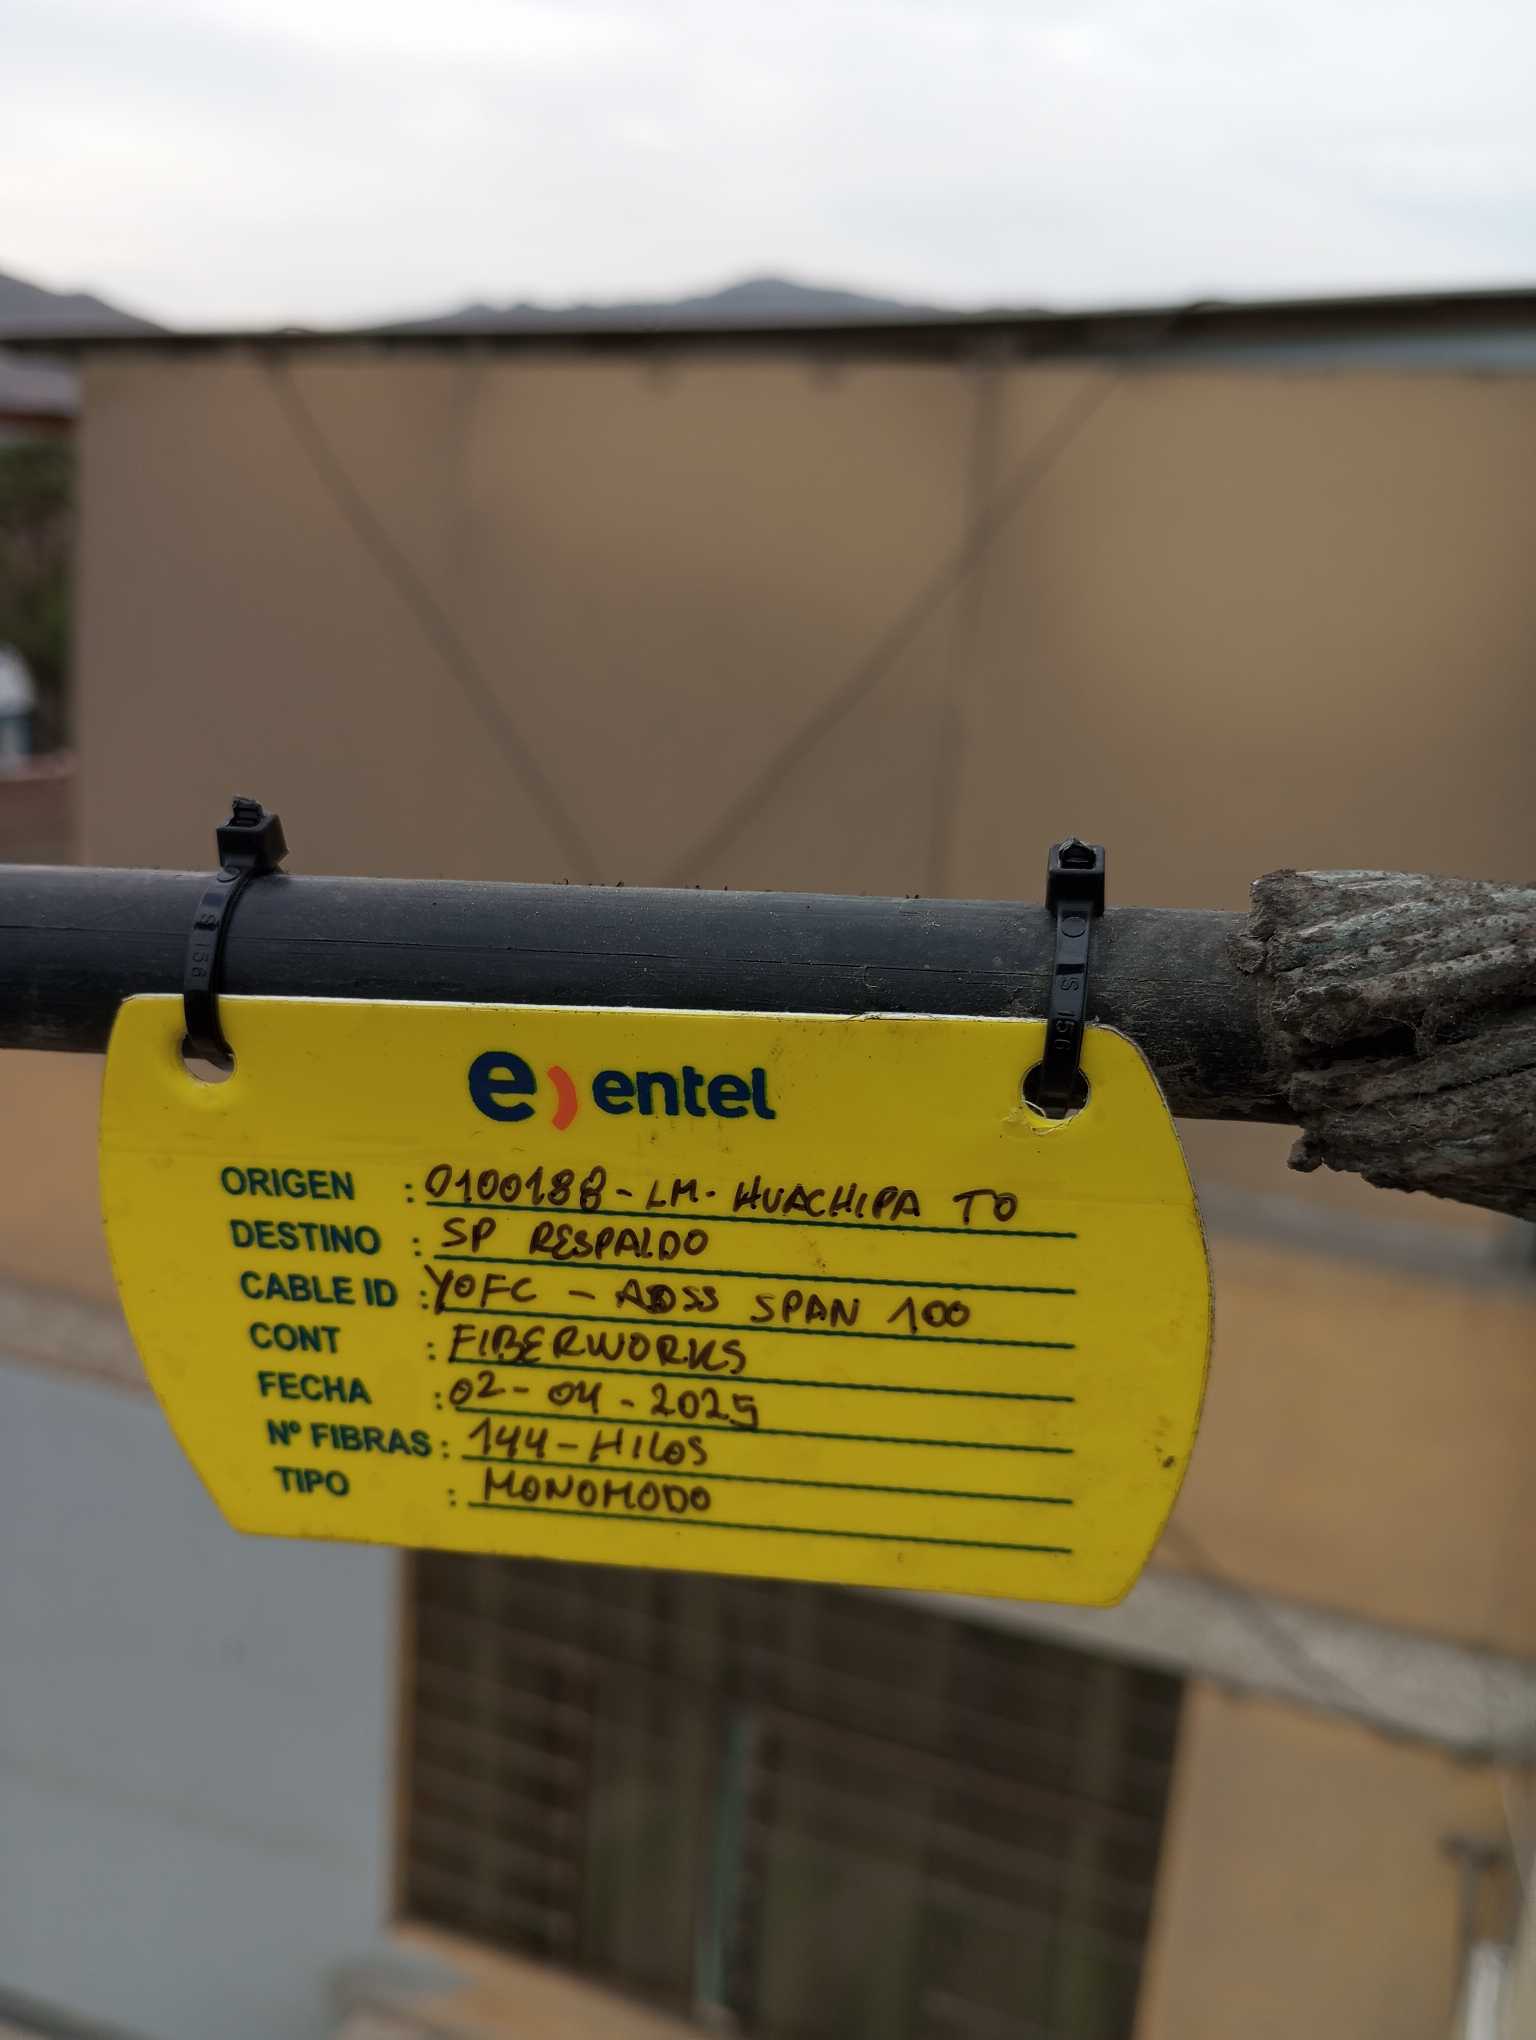 e) entel
ORIGEN : 0100188-LM-HUACHIPA TO
DESTINO : SP RESPALDO
CABLE ID : YOFC - ADSS SPAN 100
CONT : FIBERWORKS
FECHA : 02-04-2025
Nº FIBRAS : 144-HILOS
TIPO : MONOMODO